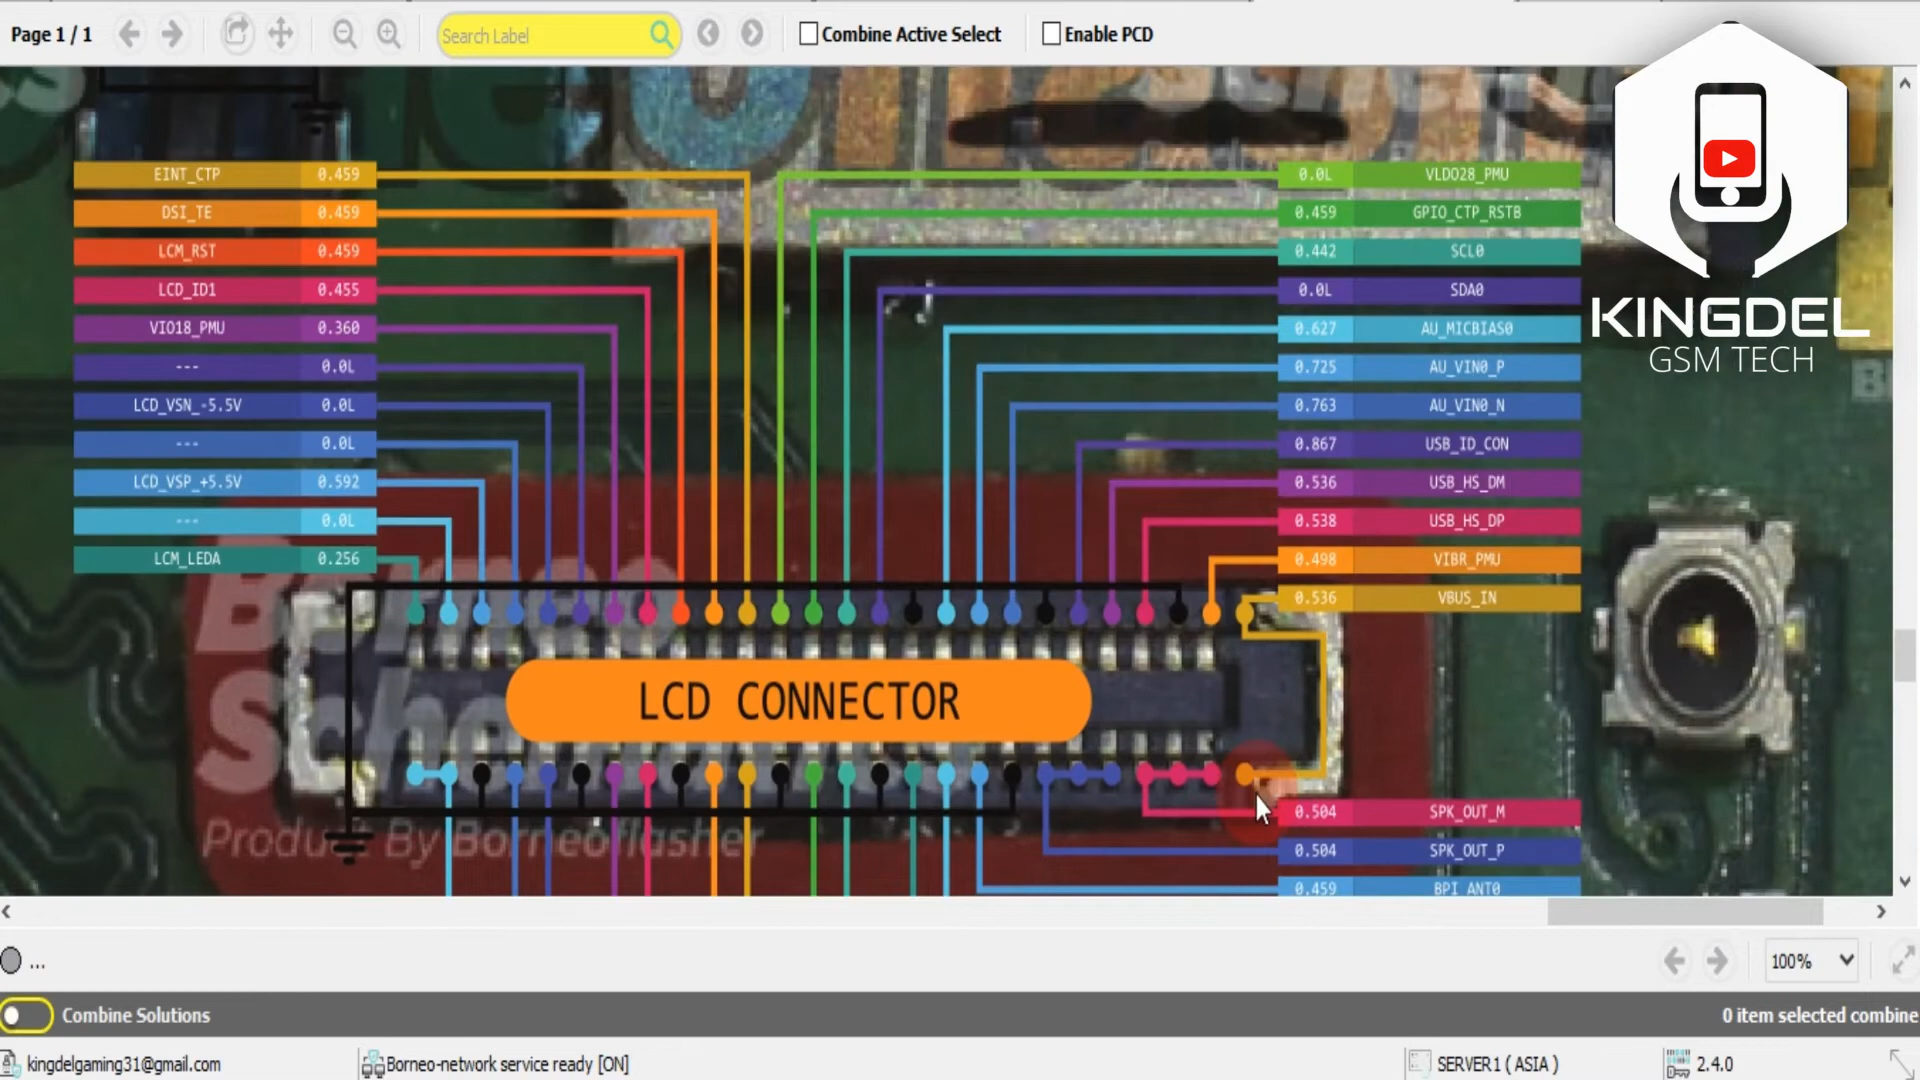 Page 1 / 1
Search Label
Combine Active Select
Enable PCD
EINT_CTP 0.459
DSI_TE 0.459
LCM_RST 0.459
LCD_ID1 0.455
VIO18_PMU 0.360
--- 0.0L
LCD_VSN_-5.5V 0.0L
--- 0.0L
LCD_VSP_+5.5V 0.592
--- 0.0L
LCM_LEDA 0.256
0.0L VLDO28_PMU
0.459 GPIO_CTP_RSTB
0.442 SCL0
0.0L SDA0
0.627 AU_MICBIAS0
0.725 AU_VIN0_P
0.763 AU_VIN0_N
0.867 USB_ID_CON
0.536 USB_HS_DM
0.538 USB_HS_DP
0.498 VIBR_PMU
0.536 VBUS_IN
KINGDEL
GSM TECH
Borneo
LCD CONNECTOR
Schematics
Produce By Borneoflasher
0.504 SPK_OUT_M
0.504 SPK_OUT_P
0.459 BPI_ANT0
...
100%
Combine Solutions
0 item selected combine
kingdelgaming31@gmail.com
Borneo-network service ready [ON]
SERVER1 ( ASIA )
2.4.0